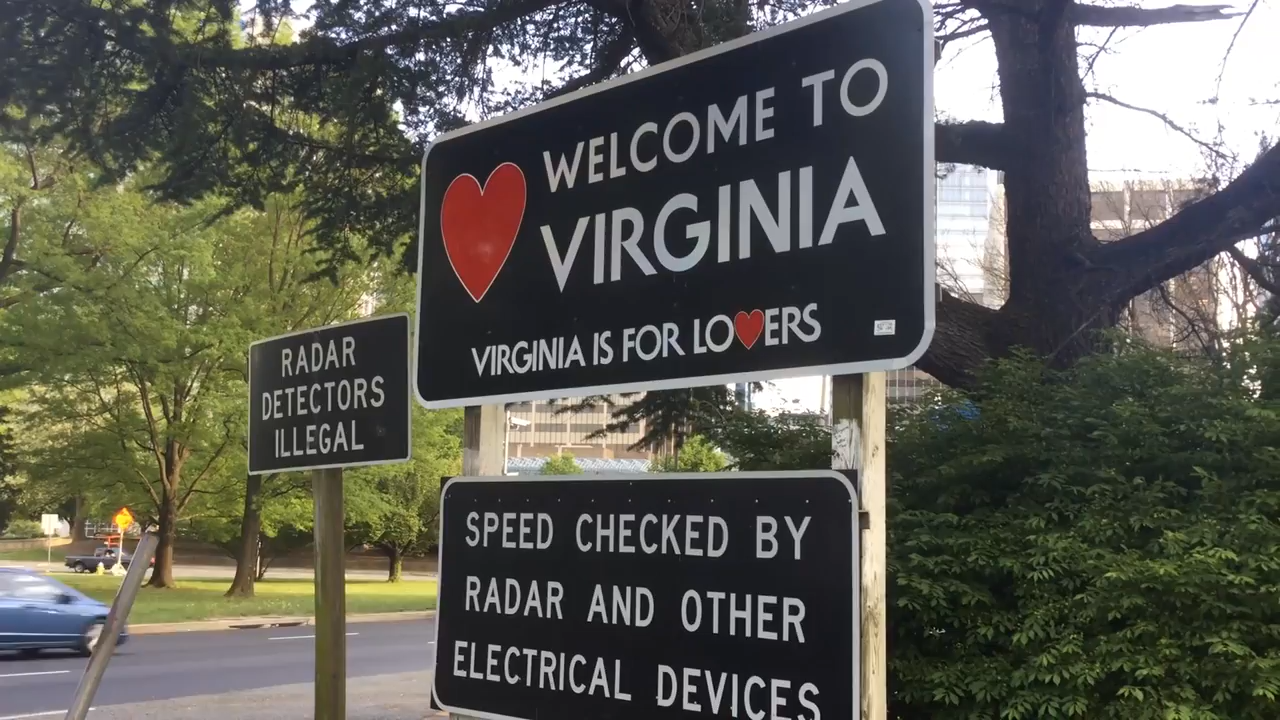 WELCOME TO
VIRGINIA
VIRGINIA IS FOR LOVERS
RADAR
DETECTORS
ILLEGAL
SPEED CHECKED BY
RADAR AND OTHER
ELECTRICAL DEVICES